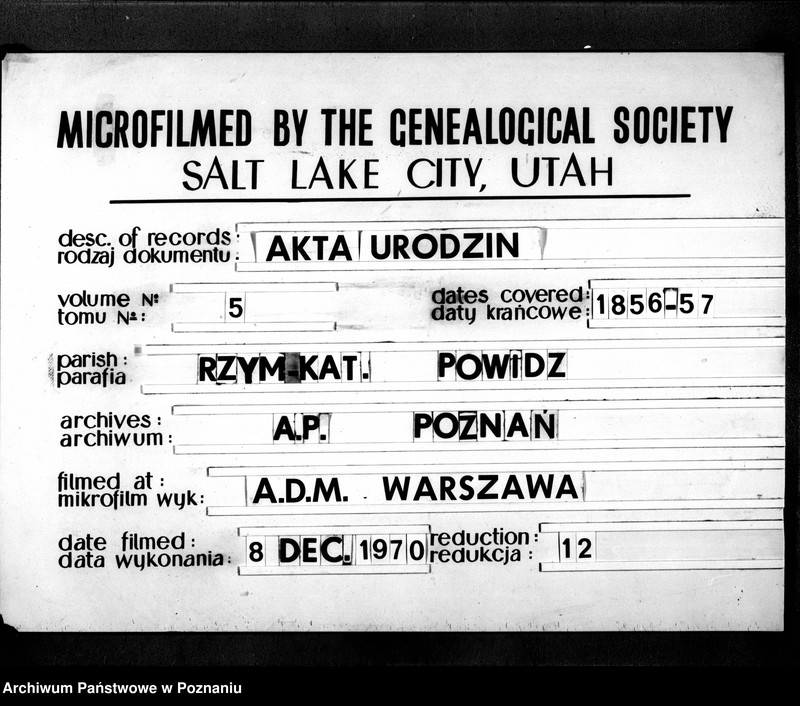 MICROFILMED BY THE GENEALOGICAL SOCIETY
SALT LAKE CITY, UTAH
desc. of records: AKTA URODZIN
rodzaj dokumentu:
volume Nº 5
tomu Nº:
dates covered: 1856-57
daty krańcowe:
parish: RZYM-KAT. POWIDZ
parafia
archives: A.P. POZNAŃ
archiwum:
filmed at: A.D.M. WARSZAWA
mikrofilm wyk:
date filmed: 8 DEC. 1970
data wykonania:
reduction: 12
redukcja:
Archiwum Państwowe w Poznaniu